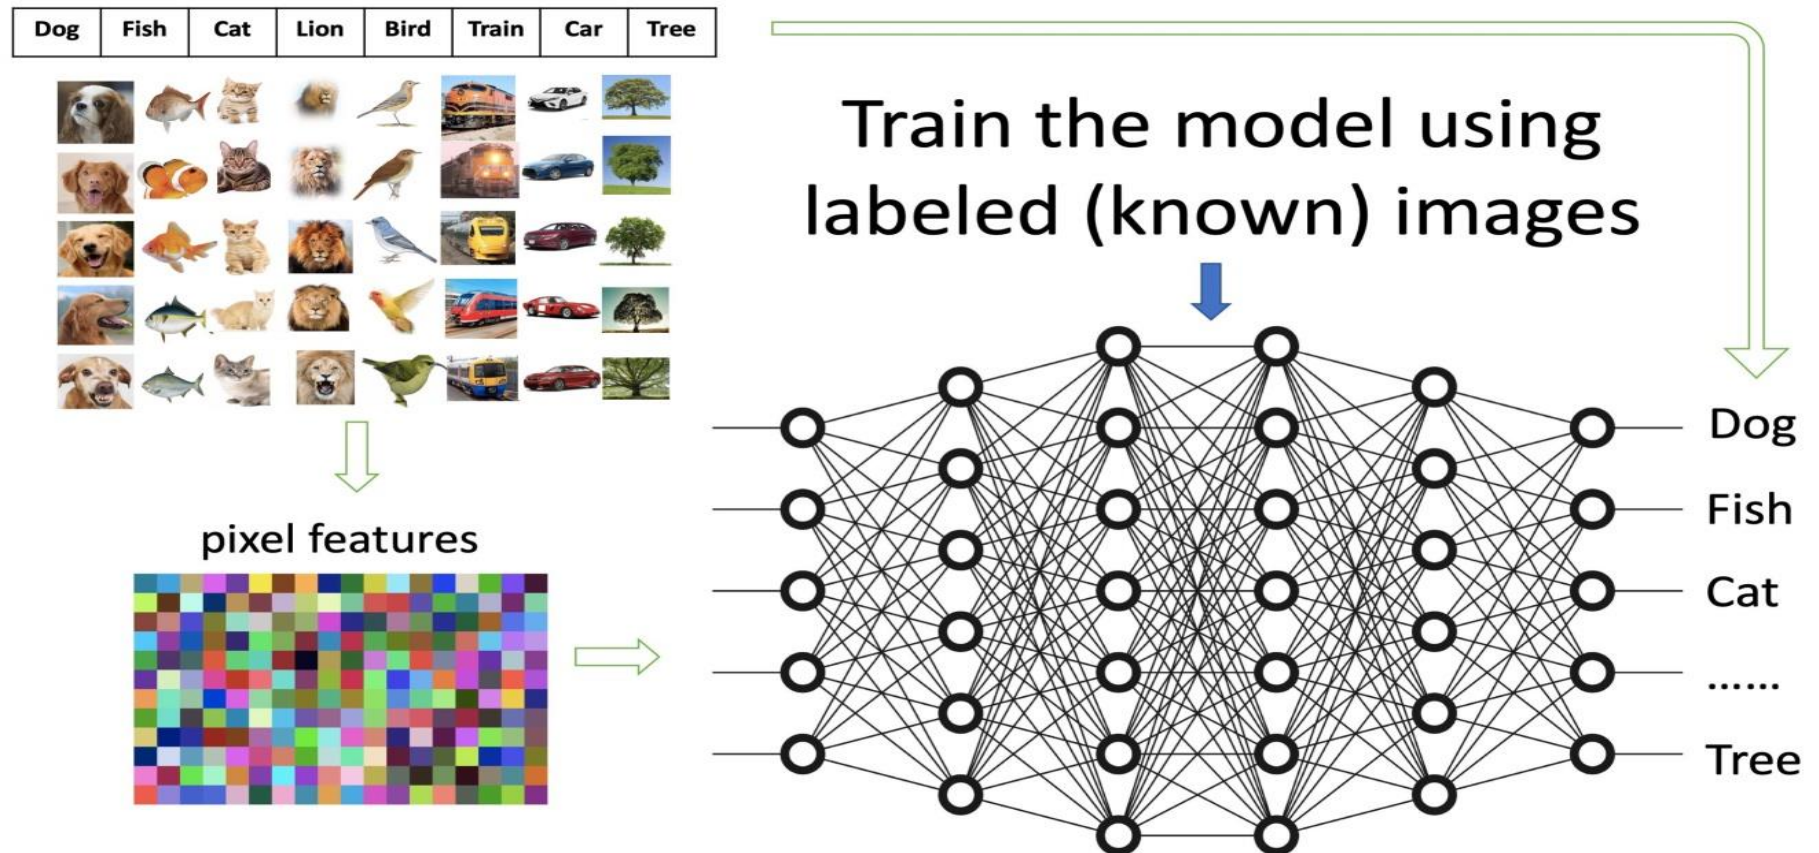 Dog Fish Cat Lion Bird Train Car Tree
Train the model using
labeled (known) images
pixel features
Dog
Fish
Cat
......
Tree